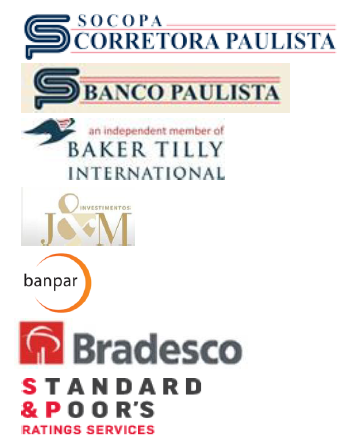 SOCOPA
CORRETORA PAULISTA
BANCO PAULISTA
an independent member of
BAKER TILLY
INTERNATIONAL
INVESTIMENTOS
J&M
banpar
Bradesco
STANDARD
& POOR'S
RATINGS SERVICES